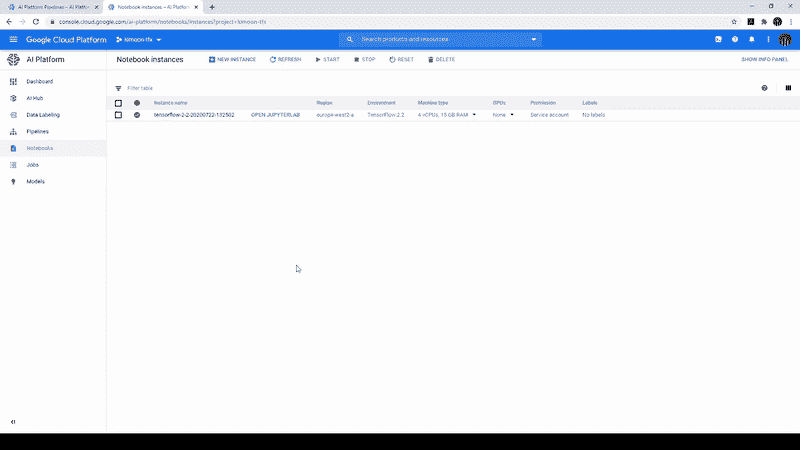 AI Platform Pipelines – AI Platf
Notebook instances – AI Platfor
console.cloud.google.com/ai-platform/notebooks/instances?project=kimoon-tfx
Google Cloud Platform
kimoon-tfx
Search products and resources
AI Platform
Notebook instances
NEW INSTANCE
REFRESH
START
STOP
RESET
DELETE
SHOW INFO PANEL
Dashboard
AI Hub
Data Labeling
Pipelines
Notebooks
Jobs
Models
Filter table
Instance name Region Environment Machine type GPUs Permission Labels
tensorflow-2-2-20200722-132502 OPEN JUPYTERLAB europe-west2-a TensorFlow:2.2 4 vCPUs, 15 GB RAM None Service account No labels